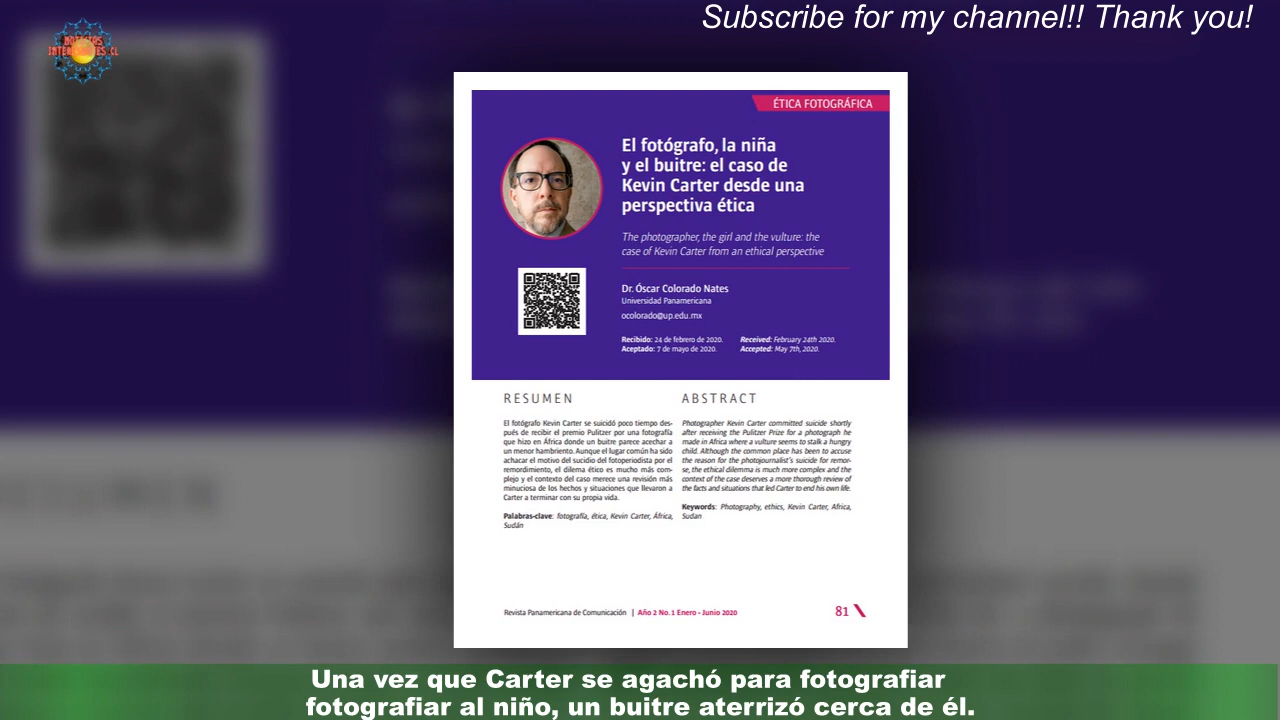 Subscribe for my channel!! Thank you!
ÉTICA FOTOGRÁFICA
El fotógrafo, la niña
y el buitre: el caso de
Kevin Carter desde una
perspectiva ética
The photographer, the girl and the vulture: the
case of Kevin Carter from an ethical perspective
Dr. Óscar Colorado Nates
Universidad Panamericana
ocolorado@up.edu.mx
Recibido: 24 de febrero de 2020.
Aceptado: 7 de mayo de 2020.
Received: February 24th 2020.
Accepted: May 7th, 2020.
RESUMEN
El fotógrafo Kevin Carter se suicidó poco tiempo des-
pués de recibir el premio Pulitzer por una fotografía
que hizo en África donde un buitre parece acechar a
un menor hambriento. Aunque el lugar común ha sido
achacar el motivo del sucidio del fotoperiodista por el
remordimiento, el dilema ético es mucho más com-
plejo y el contexto del caso merece una revisión más
minuciosa de los hechos y situaciones que llevaron a
Carter a terminar con su propia vida.
Palabras-clave: fotografía, ética, Kevin Carter, África,
Sudán
ABSTRACT
Photographer Kevin Carter committed suicide shortly
after receiving the Pulitzer Prize for a photograph he
made in Africa where a vulture seems to stalk a hungry
child. Although the common place has been to accuse
the reason for the photojournalist's suicide for remor-
se, the ethical dilemma is much more complex and the
context of the case deserves a more thorough review of
the facts and situations that led Carter to end his own life.
Keywords: Photography, ethics, Kevin Carter, Africa,
Sudan
Revista Panamericana de Comunicación | Año 2 No. 1 Enero - Junio 2020
81
Una vez que Carter se agachó para fotografiar
fotografiar al niño, un buitre aterrizó cerca de él.